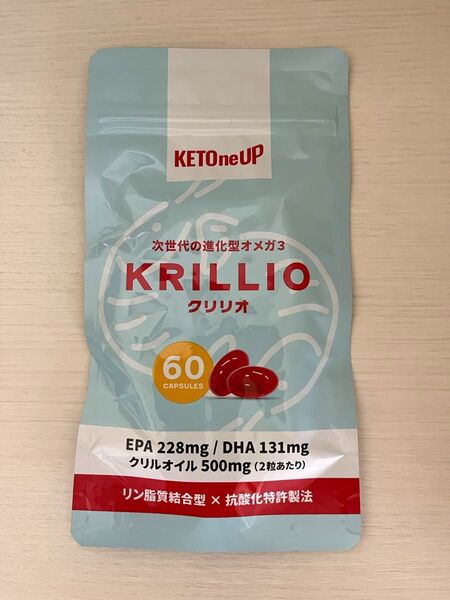 KETOneUP
次世代の進化型オメガ3
KRILLIO
クリリオ
60
CAPSULES
EPA 228mg / DHA 131mg
クリルオイル 500mg (2粒あたり)
リン脂質結合型 × 抗酸化特許製法